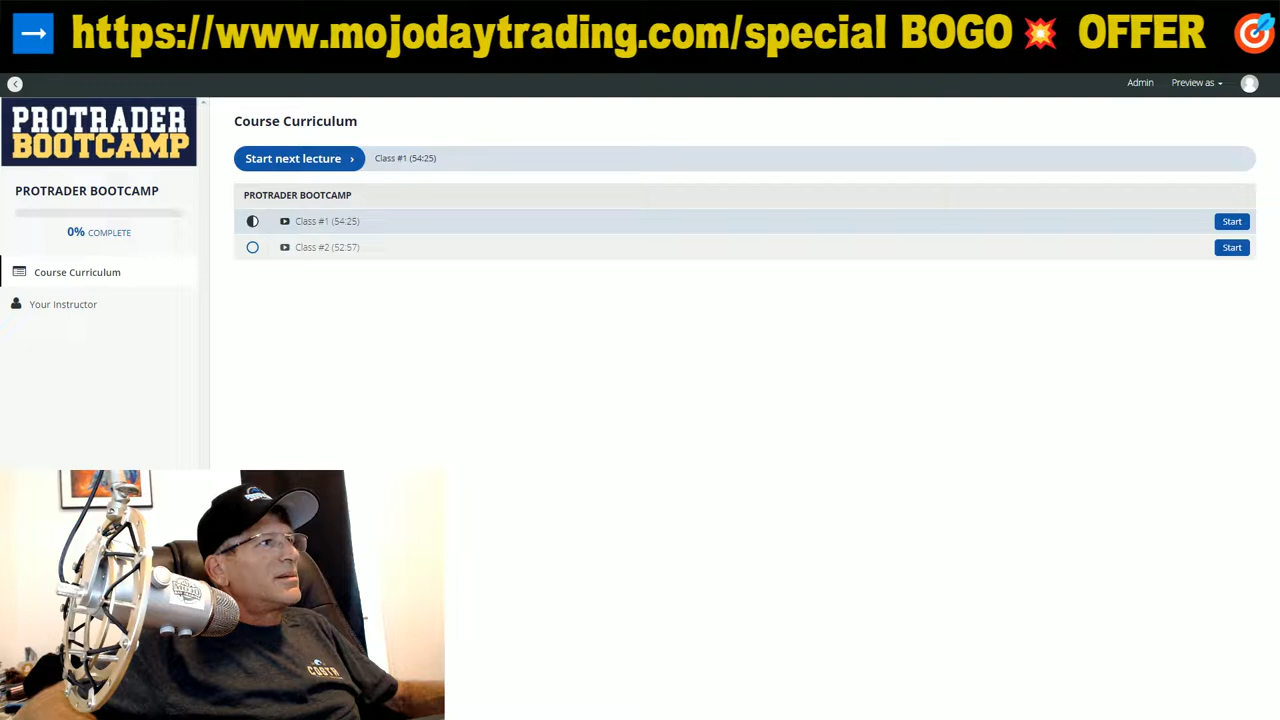 https://www.mojodaytrading.com/special BOGO💥 OFFER
Admin
Preview as
PROTRADER
BOOTCAMP
PROTRADER BOOTCAMP
0% COMPLETE
Course Curriculum
Your Instructor
Course Curriculum
Start next lecture ›
Class #1 (54:25)
PROTRADER BOOTCAMP
Class #1 (54:25)
Start
Class #2 (52:57)
Start